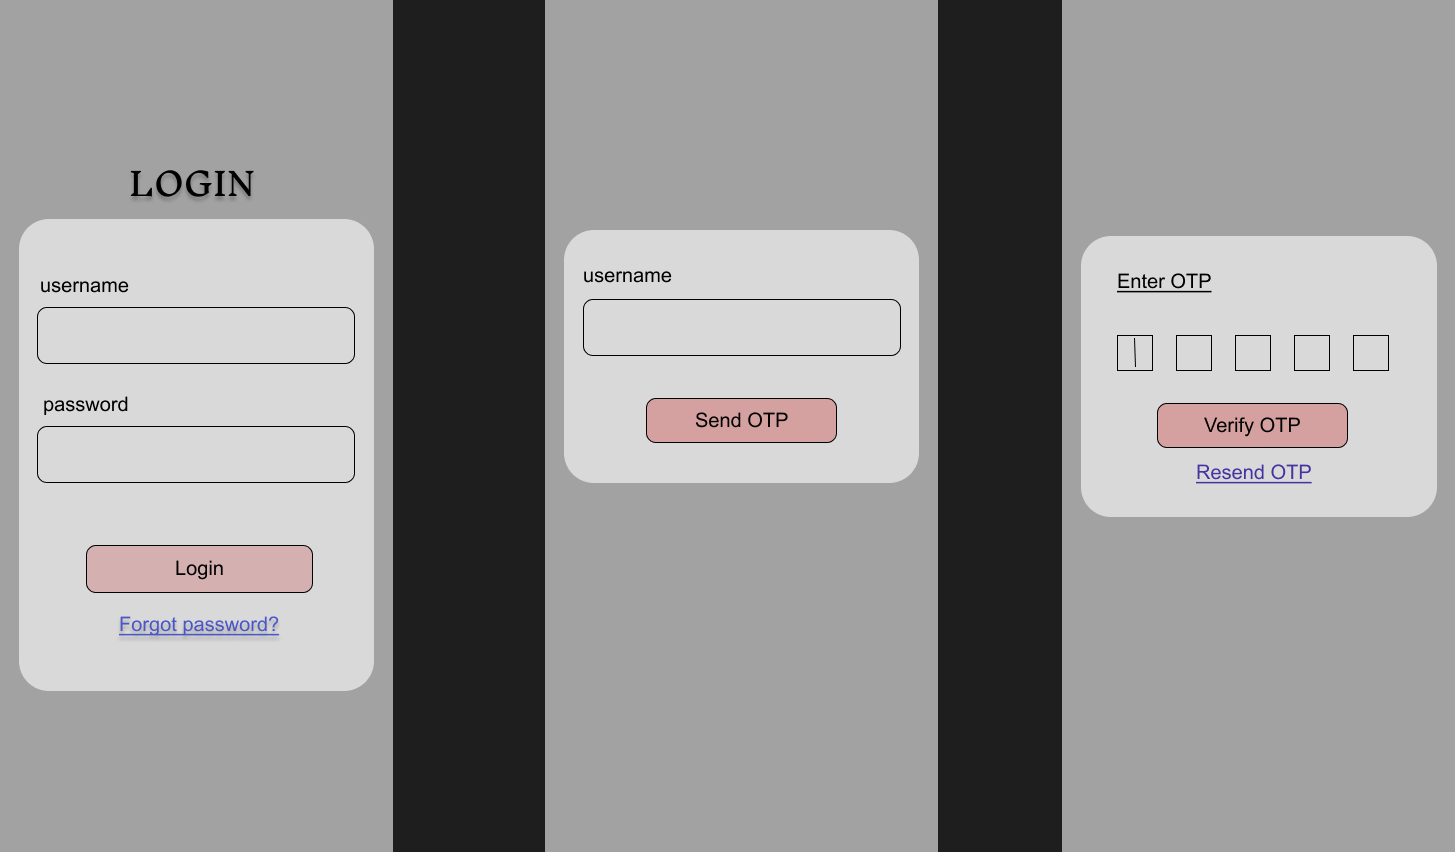 LOGIN
username
password
Login
Forgot password?
username
Send OTP
Enter OTP
Verify OTP
Resend OTP